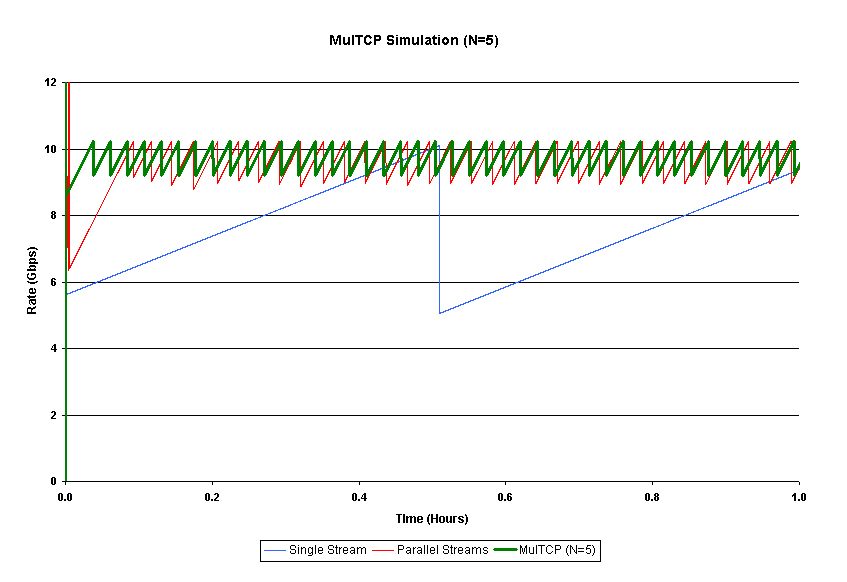 MulTCP Simulation (N=5)
12
10
8
6
4
2
0
Rate (Gbps)
0.0 0.2 0.4 0.6 0.8 1.0
Time (Hours)
Single Stream Parallel Streams MulTCP (N=5)